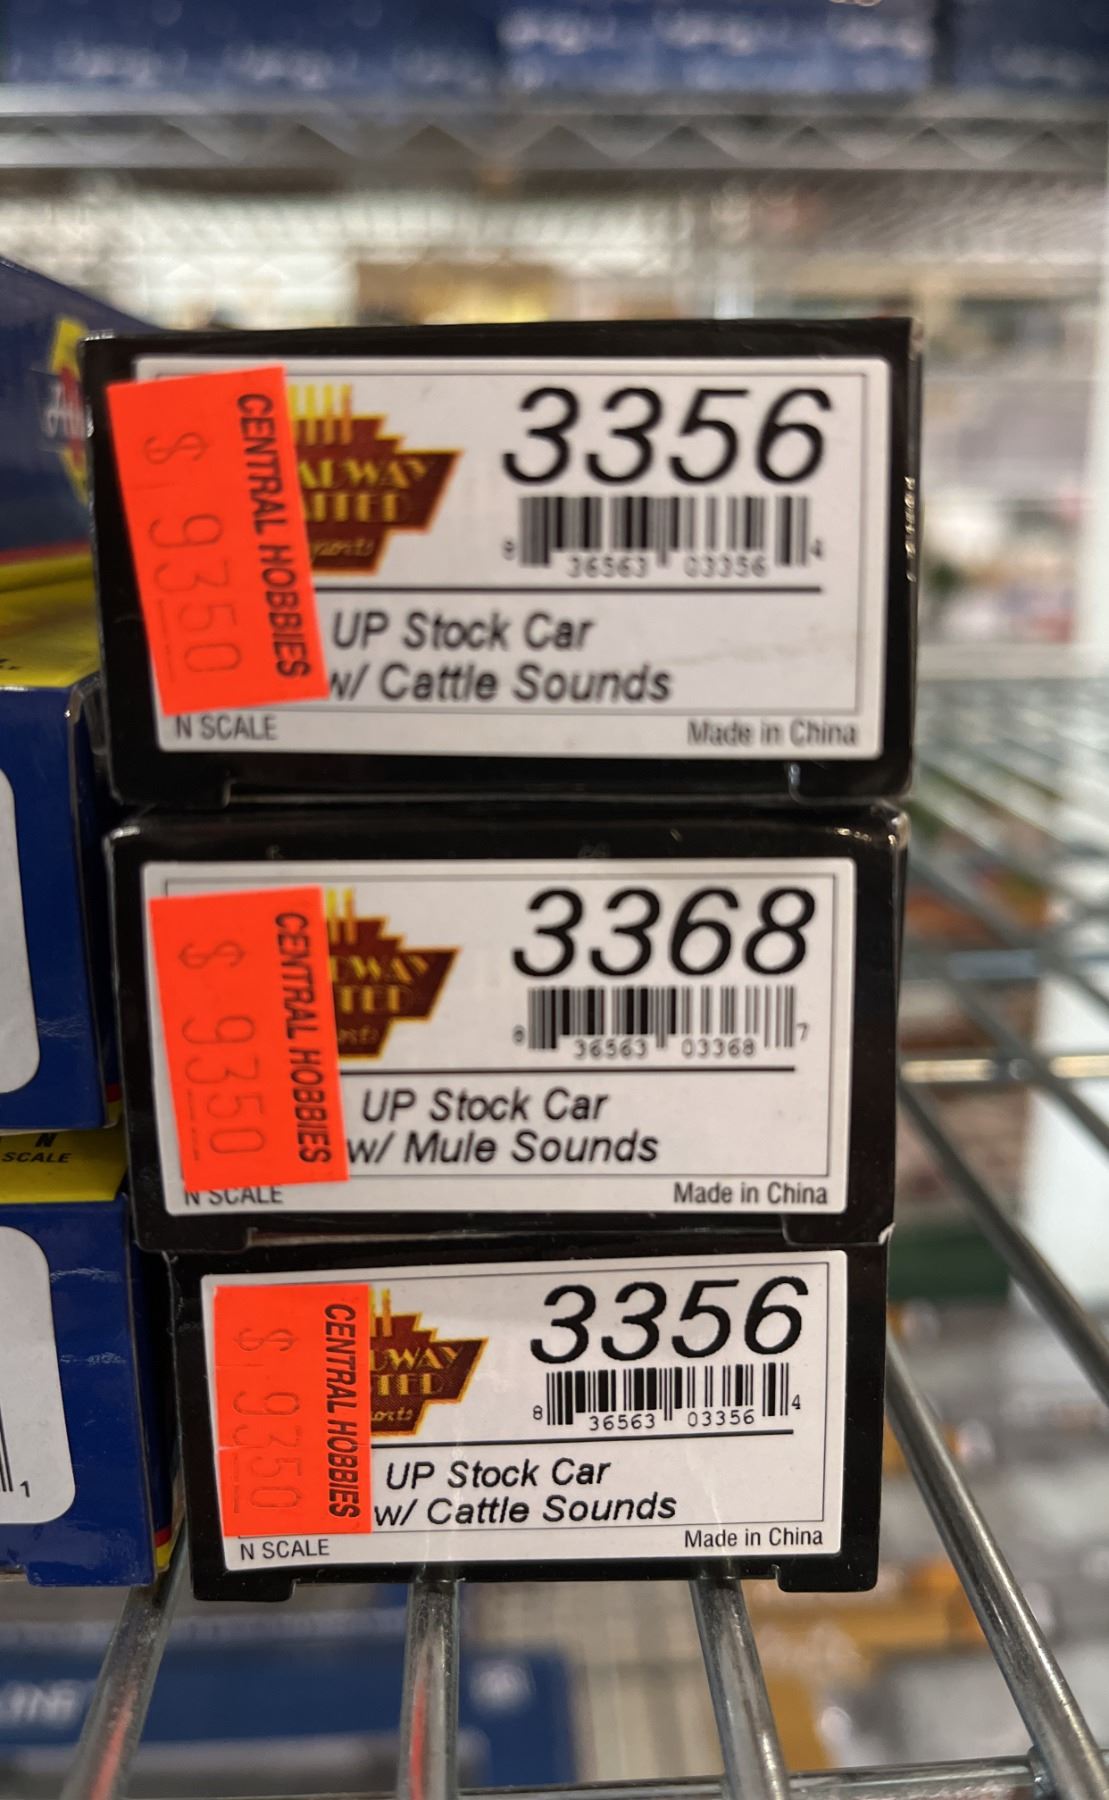 CENTRAL HOBBIES
$ 9350
3356
8 36563 03356 4
UP Stock Car
w/ Cattle Sounds
N SCALE
Made in China
CENTRAL HOBBIES
$ 9350
3368
8 36563 03368 7
UP Stock Car
w/ Mule Sounds
N SCALE
Made in China
N
SCALE
CENTRAL HOBBIES
$ 9350
3356
8 36563 03356 4
UP Stock Car
w/ Cattle Sounds
N SCALE
Made in China
1